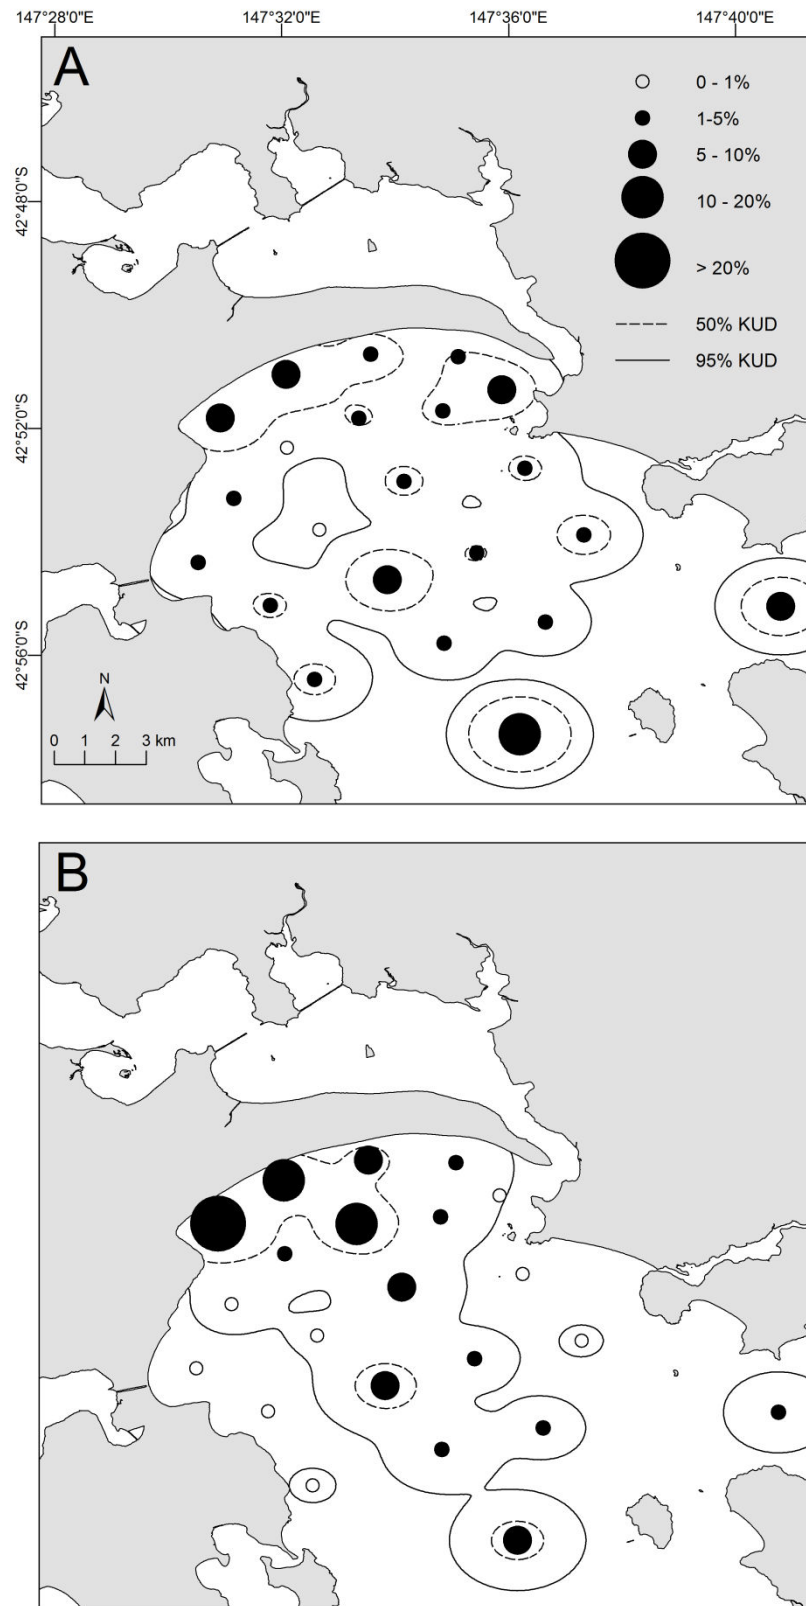 147°28'0"E 147°32'0"E 147°36'0"E 147°40'0"E
A
0 - 1%
1-5%
5 - 10%
10 - 20%
> 20%
50% KUD
95% KUD
42°48'0"S
42°52'0"S
42°56'0"S
N
0 1 2 3 km
B